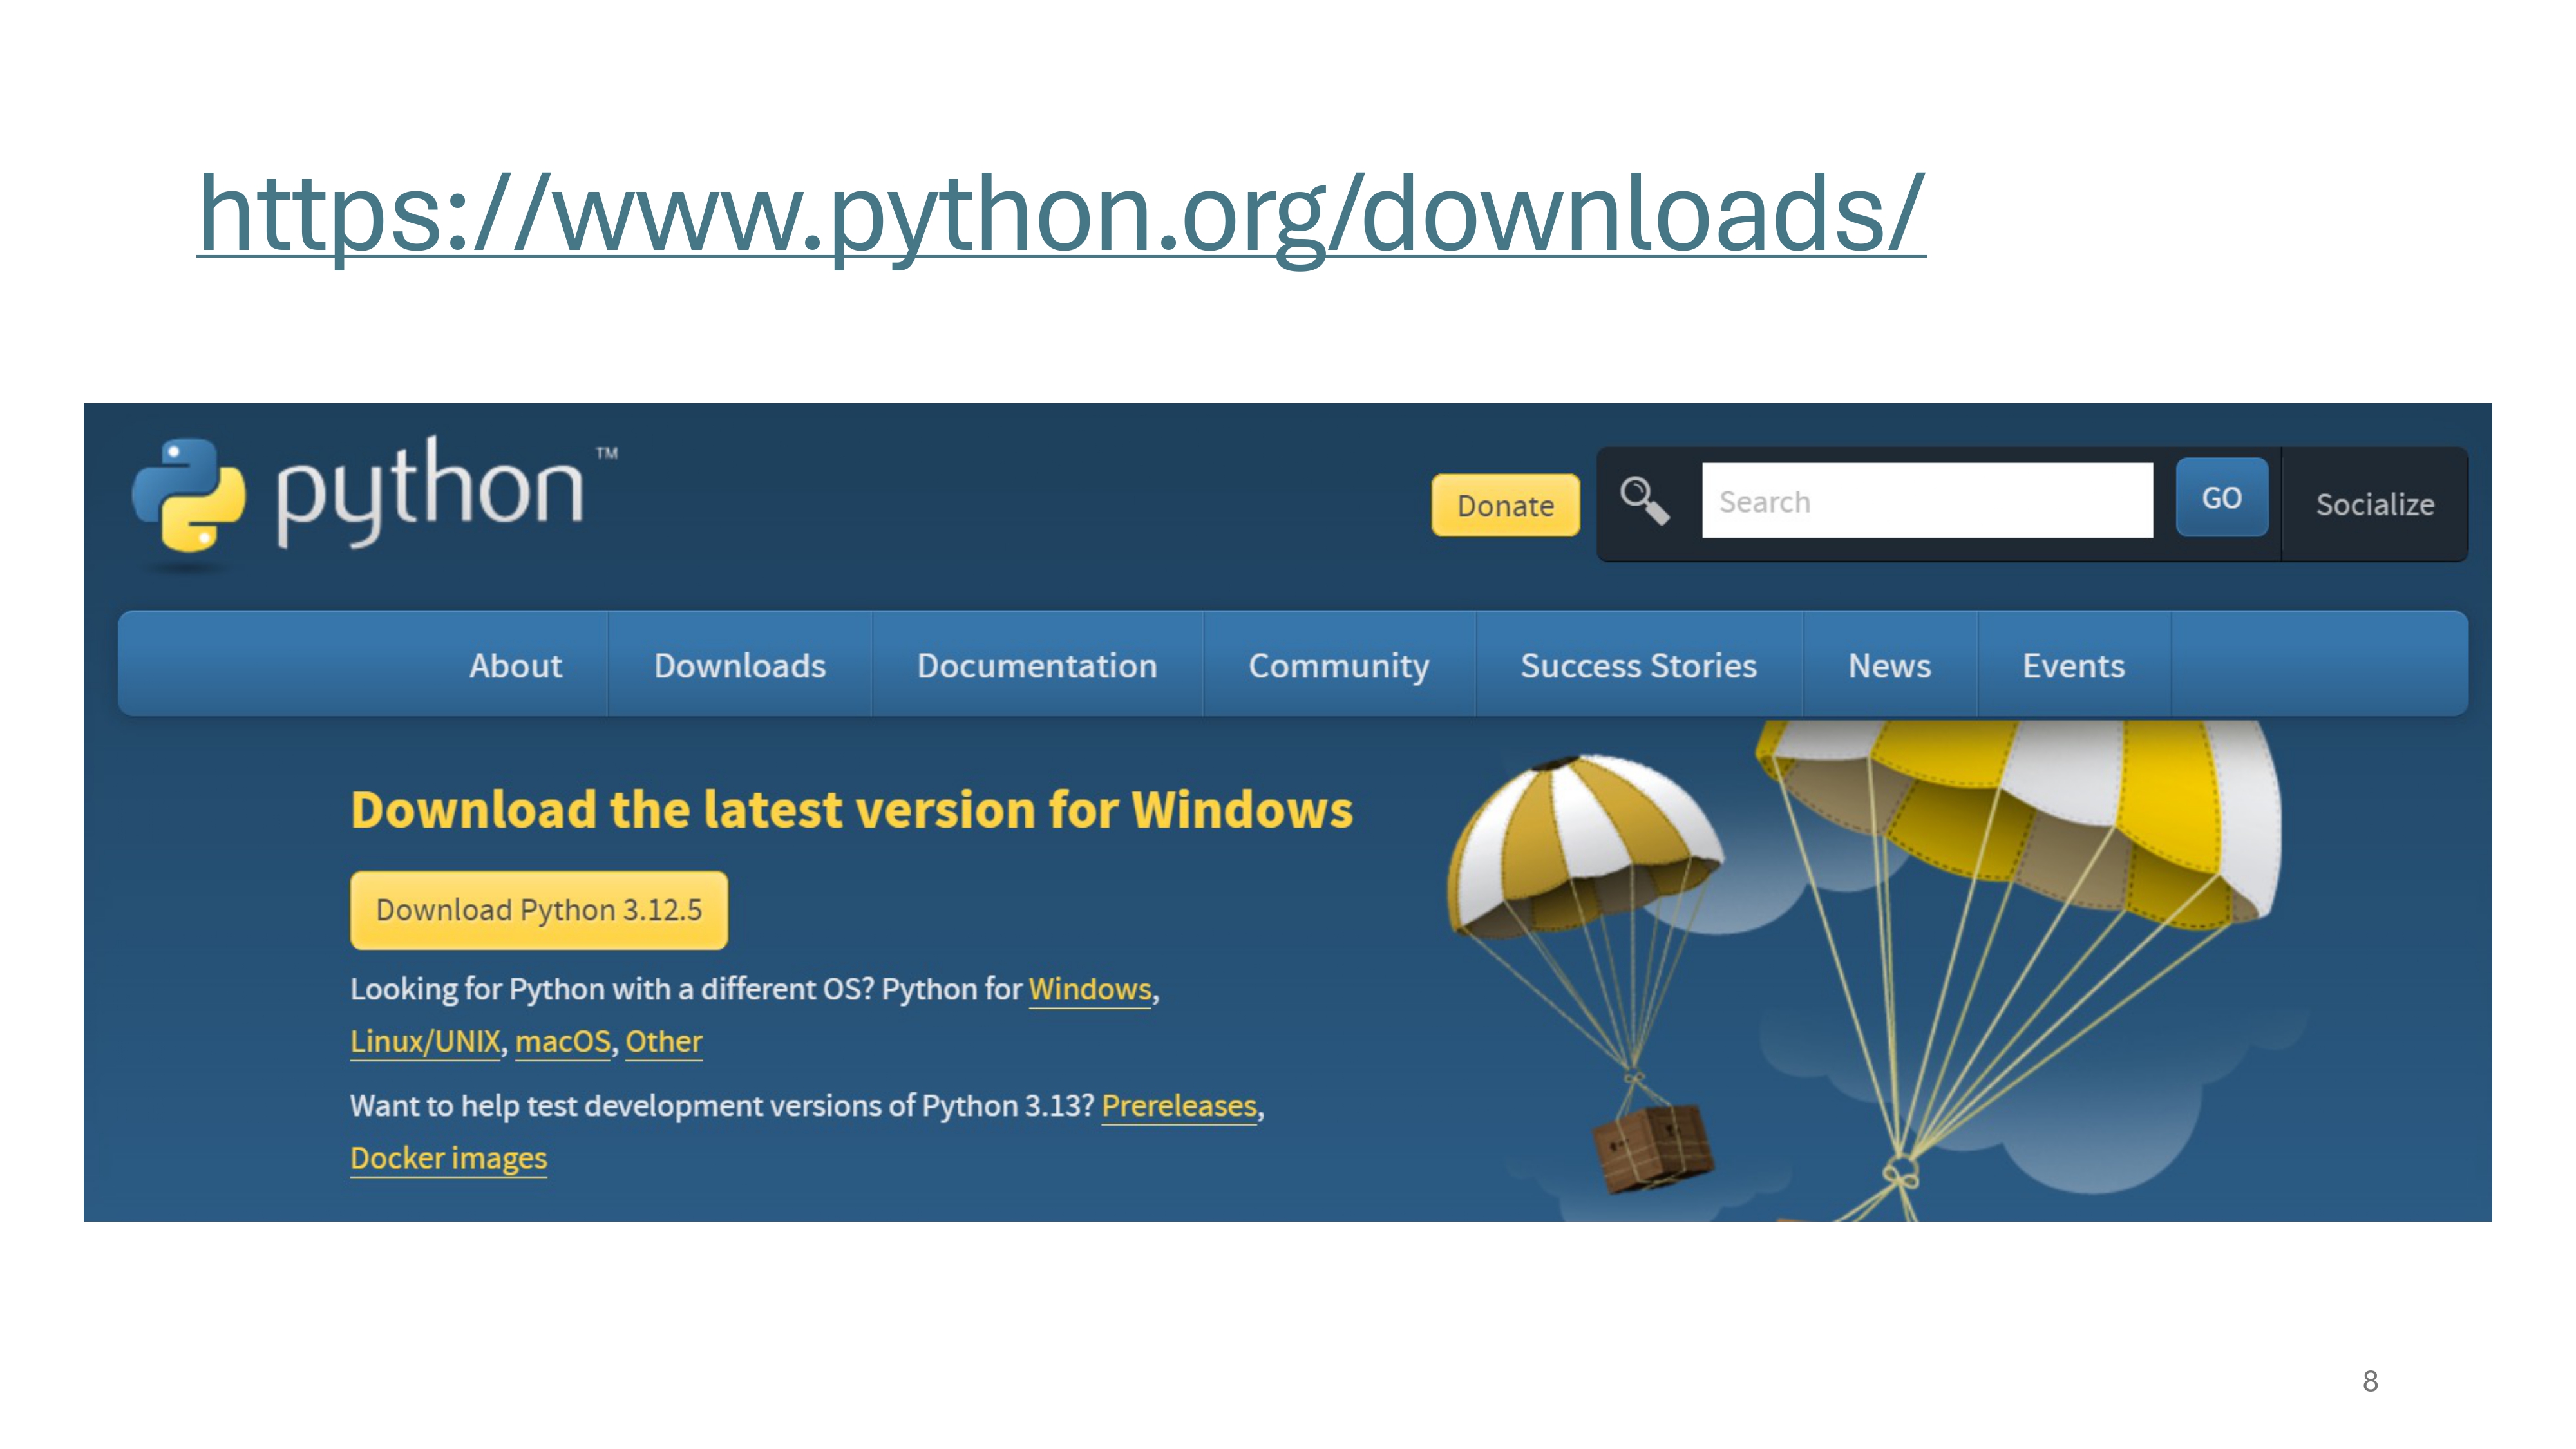 https://www.python.org/downloads/
python™
Donate
Search
GO
Socialize
About
Downloads
Documentation
Community
Success Stories
News
Events
Download the latest version for Windows
Download Python 3.12.5
Looking for Python with a different OS? Python for Windows,
Linux/UNIX, macOS, Other
Want to help test development versions of Python 3.13? Prereleases,
Docker images
8